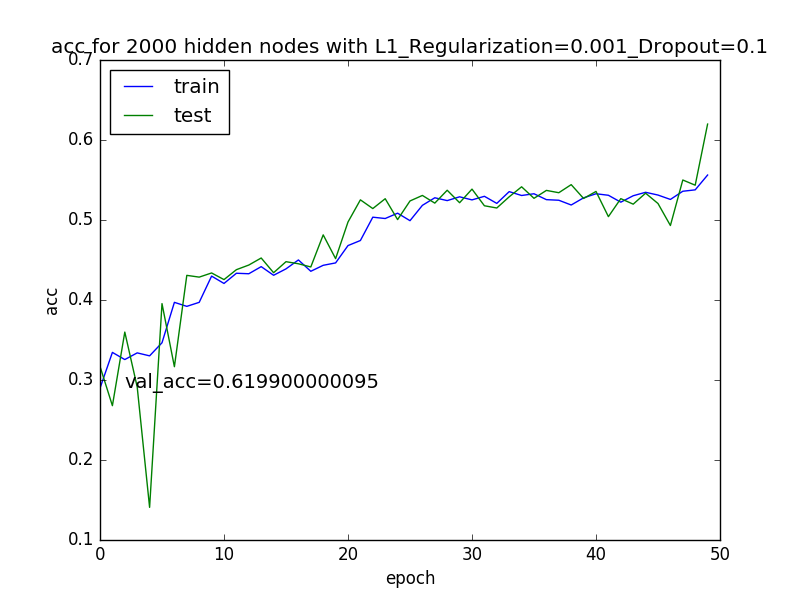 acc for 2000 hidden nodes with L1_Regularization=0.001_Dropout=0.1
0.7
train
test
0.6
0.5
acc
0.4
0.3
val_acc=0.619900000095
0.2
0.1
0 10 20 30 40 50
epoch